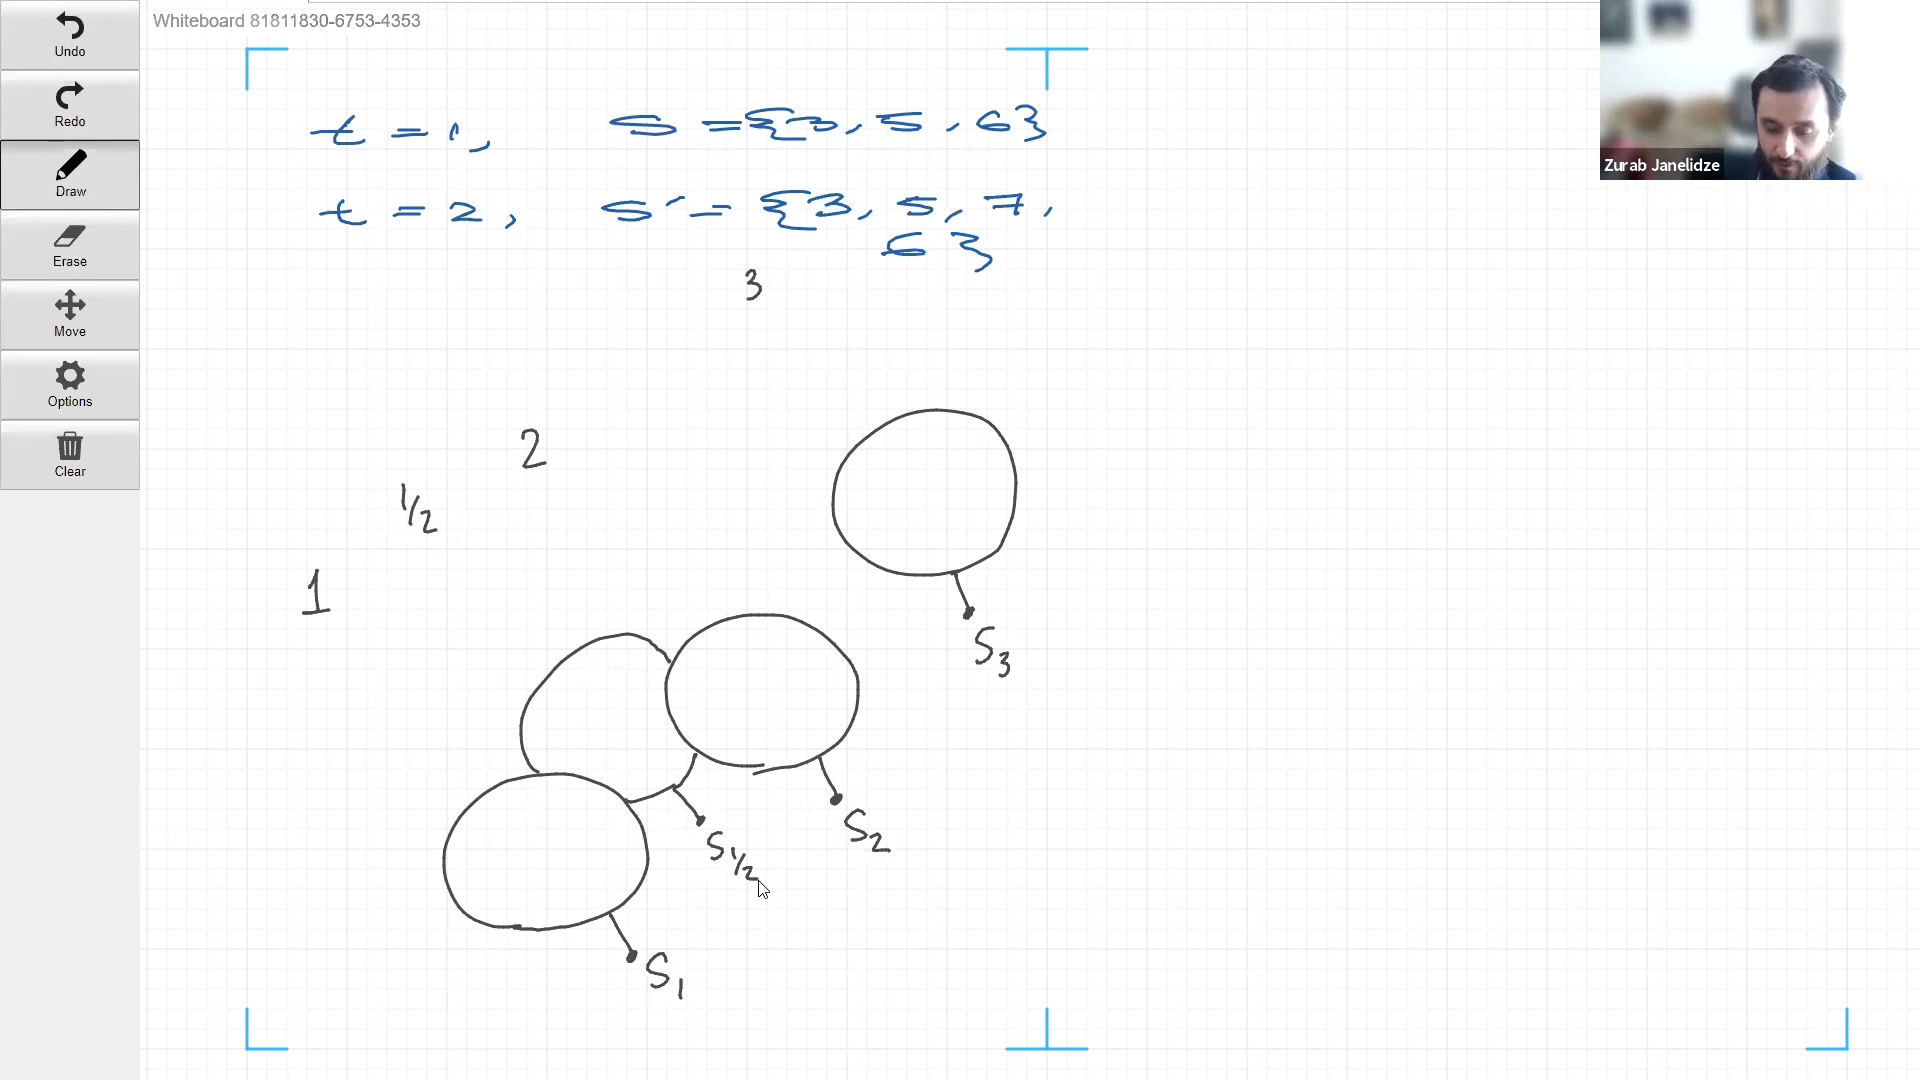 Whiteboard 81811830-6753-4353
Undo
Redo
Draw
Erase
Move
Options
Clear
Zurab Janelidze
t = 1, S = {3, 5, 6}
t = 2, S' = {3, 5, 7,
6}
3
2
1/2
1
S3
S2
S1/2
S1